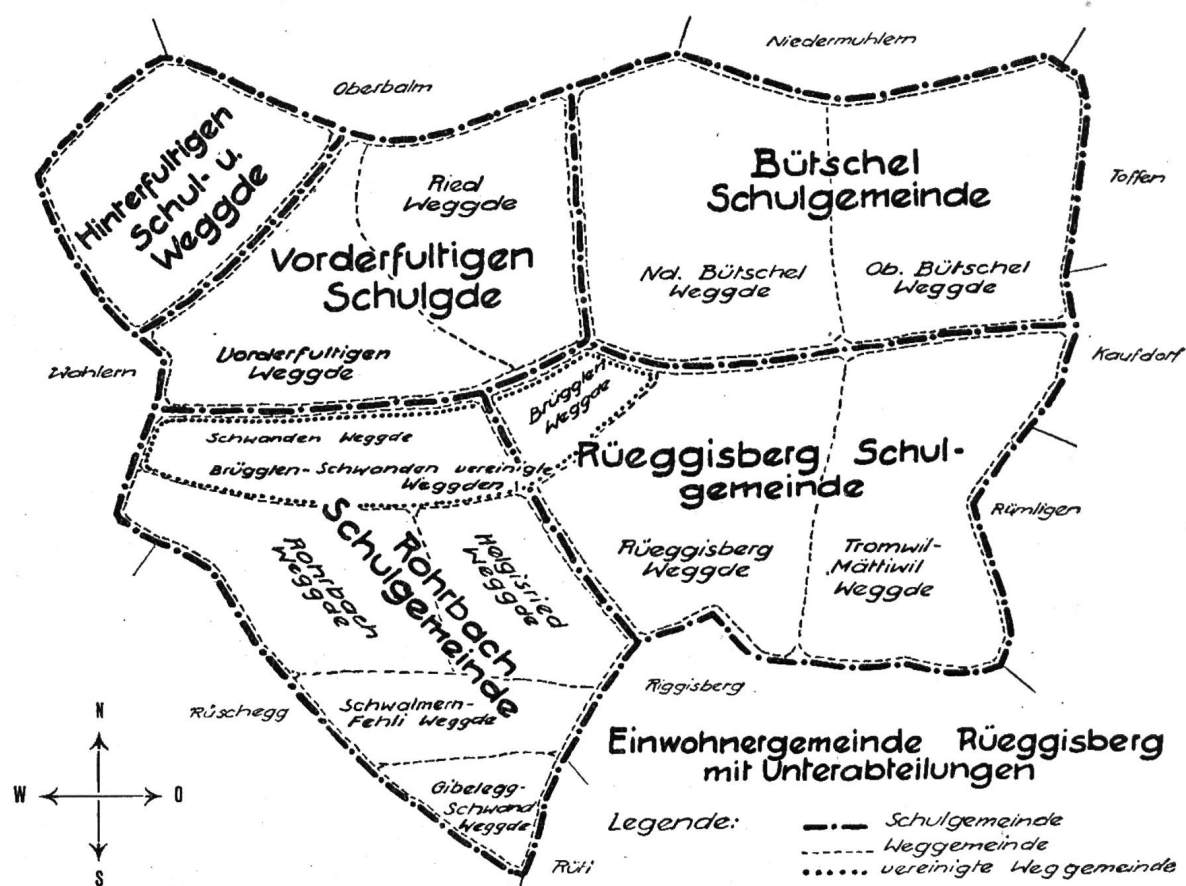 Niedermuhlern
Oberbalm
Hinterfultigen
Schul- u.
Weggde
Ried
Weggde
Bütschel
Schulgemeinde
Toffen
Vorderfultigen
Schulgde
Nd. Bütschel
Weggde
Ob. Bütschel
Weggde
Vorderfultigen
Weggde
Wahlern
Kaufdorf
Brügglen
Weggde
Schwanden Weggde
Brügglen-Schwanden vereinigte
Weggden
Rüeggisberg Schul-
gemeinde
Rümligen
Rohrbach
Schulgemeinde
Rohrbach
Weggde
Helgisried
Weggde
Rüeggisberg
Weggde
Tromwil-
Mättiwil
Weggde
Riggisberg
Rüschegg
Schwalmern-
Fehli Weggde
Gibelegg-
Schwand
Weggde
Rüti
N
W
O
S
Einwohnergemeinde Rüeggisberg
mit Unterabteilungen
Legende:
Schulgemeinde
Weggemeinde
vereinigte Weggemeinde